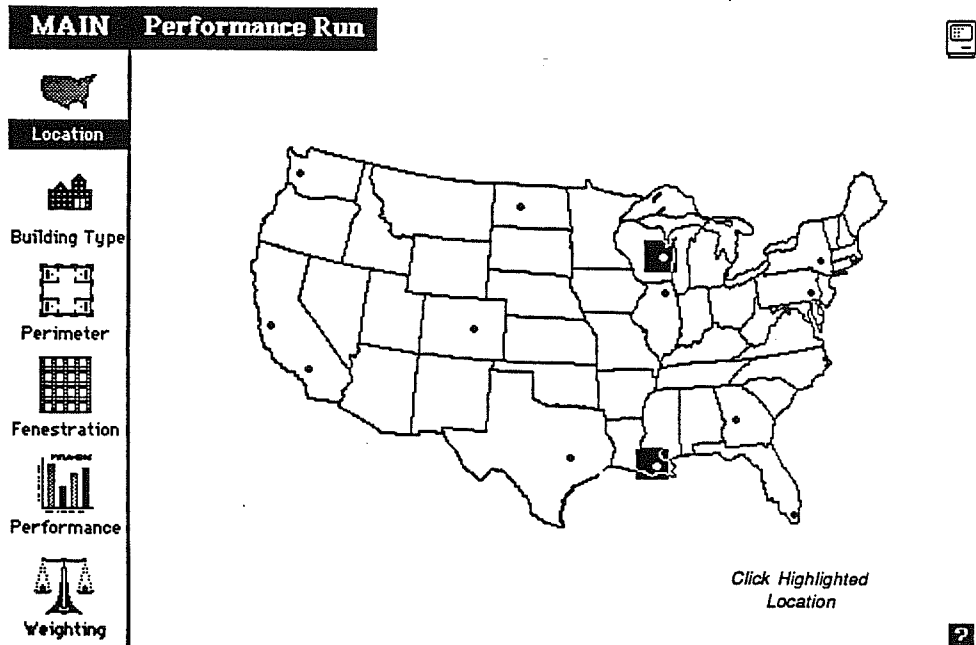 MAIN Performance Run
Location
Building Type
Perimeter
Fenestration
Performance
Weighting
Click Highlighted
Location
?